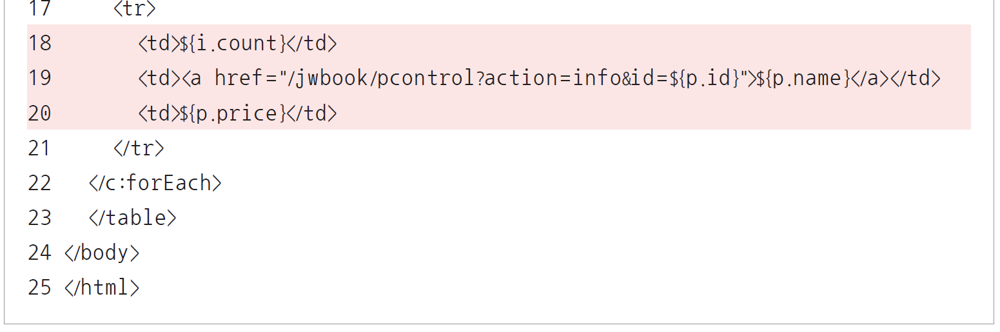 17     <tr>
18       <td>${i.count}</td>
19       <td><a href="/jwbook/pcontrol?action=info&id=${p.id}">${p.name}</a></td>
20       <td>${p.price}</td>
21     </tr>
22   </c:forEach>
23   </table>
24 </body>
25 </html>